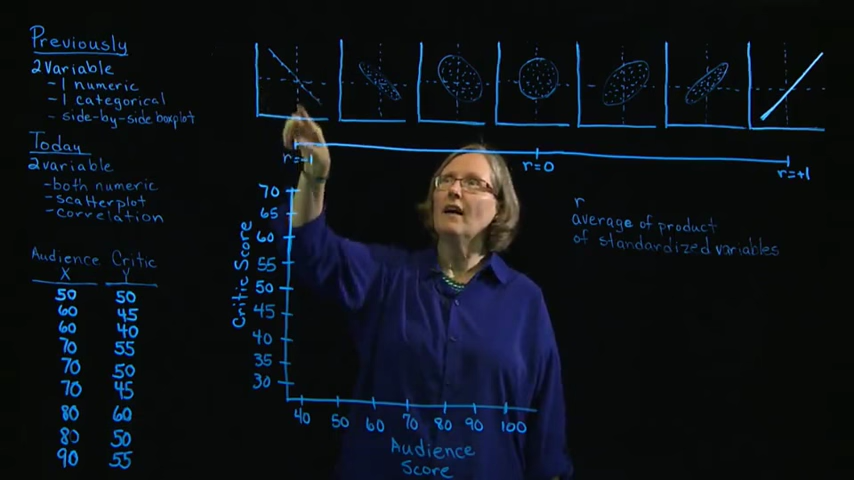 Previously
2 Variable
- 1 numeric
- 1 categorical
- side-by-side boxplot
Today
2 variable
- both numeric
- scatterplot
- correlation
Audience Critic
X Y
50 50
60 45
60 40
70 55
70 50
70 45
80 60
80 50
90 55
r=-1 r=0 r=+1
r
average of product
of standardized variables
Critic Score
70
65
60
55
50
45
40
35
30
40 50 60 70 80 90 100
Audience
Score